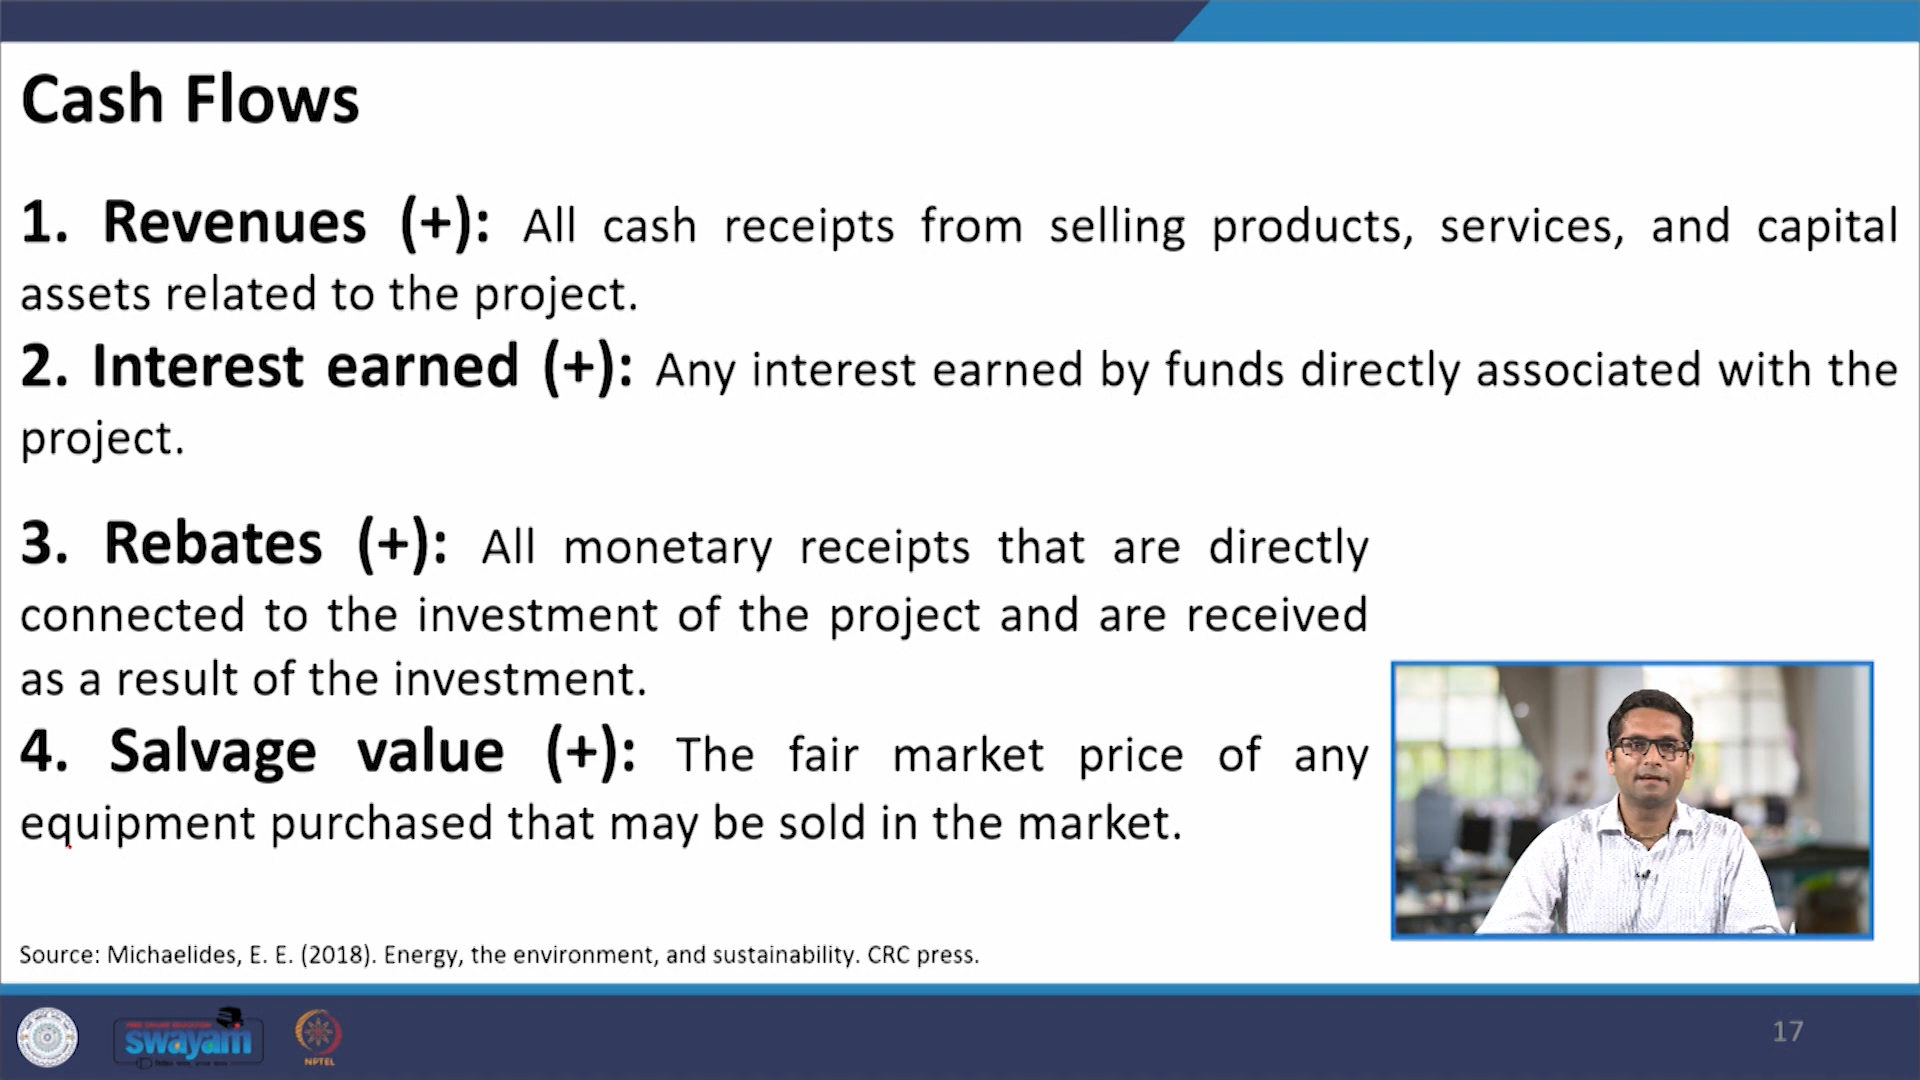 Cash Flows
1. Revenues (+): All cash receipts from selling products, services, and capital
assets related to the project.
2. Interest earned (+): Any interest earned by funds directly associated with the
project.
3. Rebates (+): All monetary receipts that are directly
connected to the investment of the project and are received
as a result of the investment.
4. Salvage value (+): The fair market price of any
equipment purchased that may be sold in the market.
Source: Michaelides, E. E. (2018). Energy, the environment, and sustainability. CRC press.
swayam
NPTEL
17